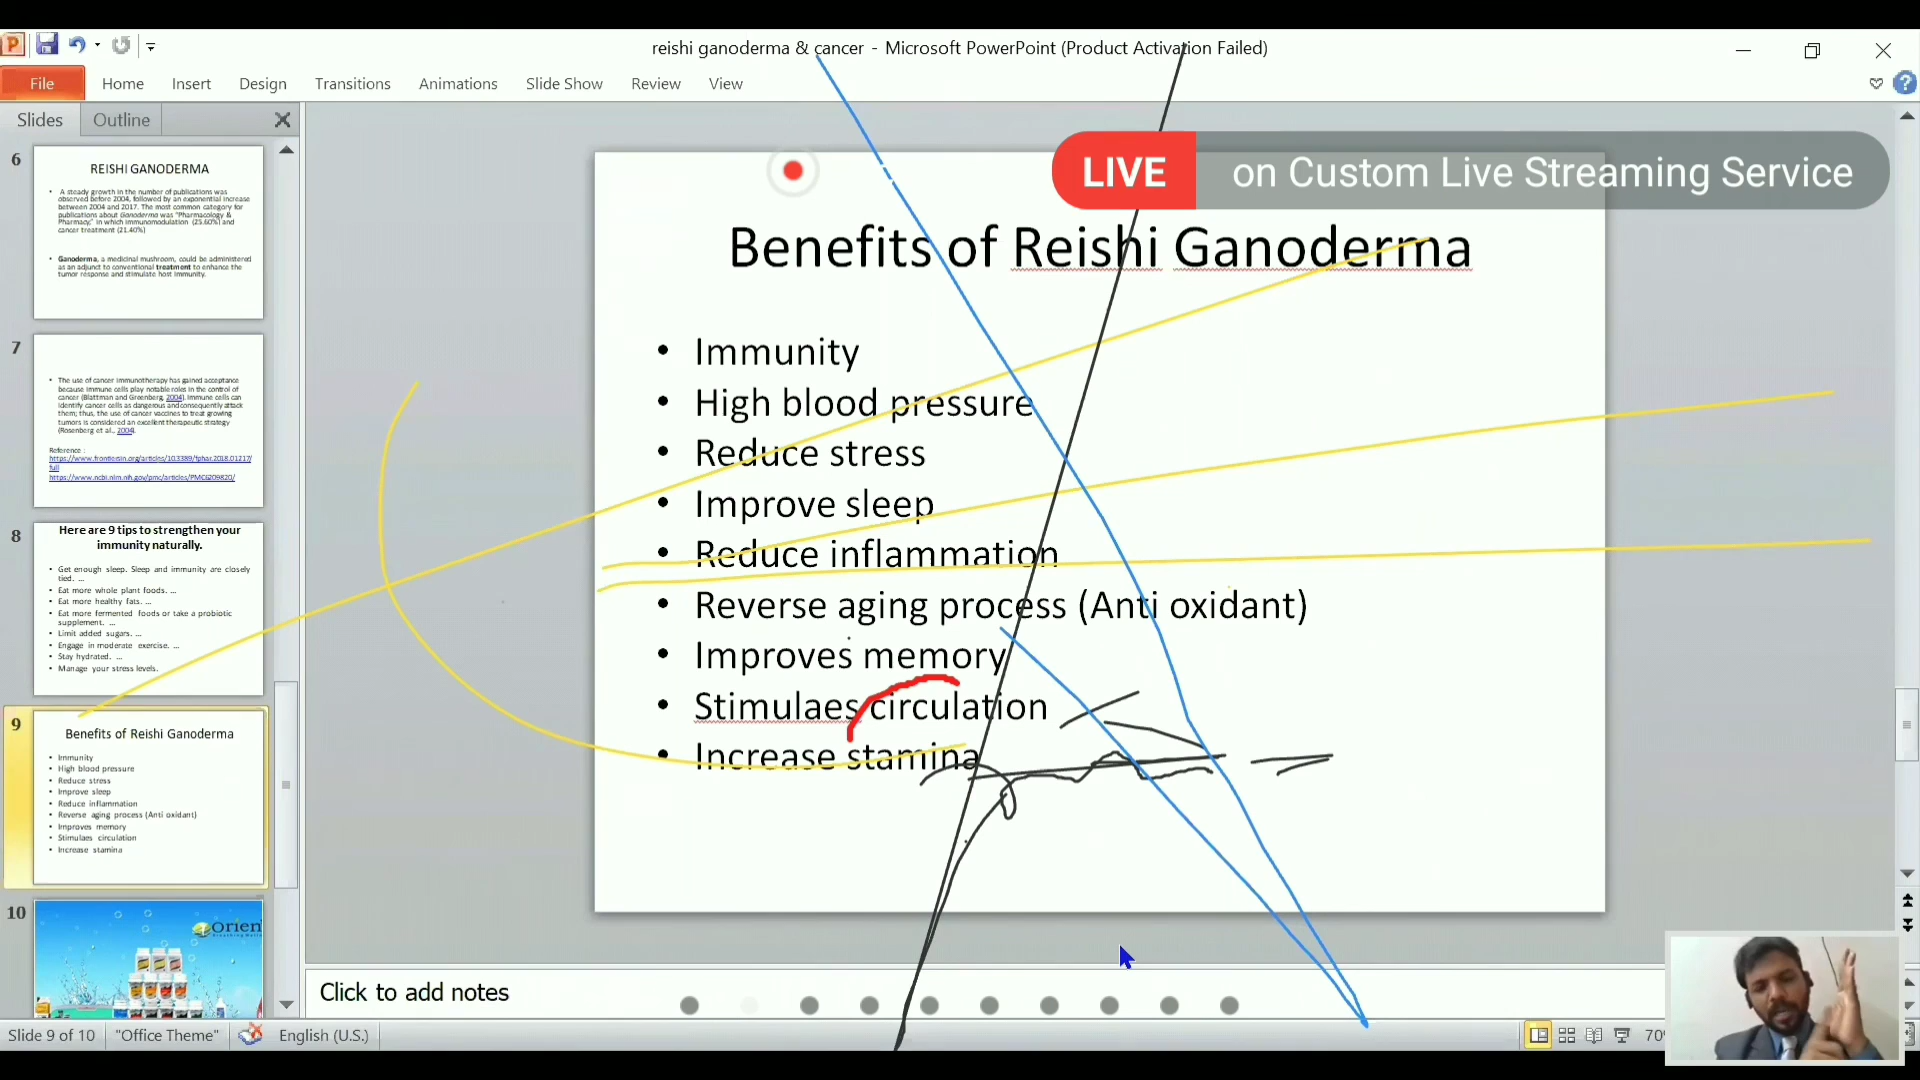 reishi ganoderma & cancer - Microsoft PowerPoint (Product Activation Failed)
File Home Insert Design Transitions Animations Slide Show Review View
Slides Outline
LIVE on Custom Live Streaming Service
6
REISHI GANODERMA
• A steady growth in the number of publications was
observed before 2004, followed by an exponential increase
between 2004 and 2017. The most common category for
publications about Ganoderma was "Pharmacology &
Pharmacy," in which immunomodulation (23.60%) and
cancer treatment (21.40%)
• Ganoderma, a medicinal mushroom, could be administered
as an adjunct to conventional treatment to enhance the
tumor response and stimulate host immunity.
7
• The use of cancer immunotherapy has gained acceptance
because immune cells play notable roles in the control of
cancer (Blattman and Greenberg, 2004). Immune cells can
identify cancer cells as dangerous and consequently attack
them; thus, the use of cancer vaccines to treat growing
tumors is considered an excellent therapeutic strategy
(Rosenberg et al., 2004).
Reference :
https://www.frontiersin.org/articles/10.3389/fphar.2018.01217/
full
https://www.ncbi.nlm.nih.gov/pmc/articles/PMC6209820/
8
Here are 9 tips to strengthen your
immunity naturally.
• Get enough sleep. Sleep and immunity are closely
tied. ...
• Eat more whole plant foods. ...
• Eat more healthy fats. ...
• Eat more fermented foods or take a probiotic
supplement. ...
• Limit added sugars. ...
• Engage in moderate exercise. ...
• Stay hydrated. ...
• Manage your stress levels.
9
Benefits of Reishi Ganoderma
• Immunity
• High blood pressure
• Reduce stress
• Improve sleep
• Reduce inflammation
• Reverse aging process (Anti oxidant)
• Improves memory
• Stimulaes circulation
• Increase stamina
10
Orien
Benefits of Reishi Ganoderma
• Immunity
• High blood pressure
• Reduce stress
• Improve sleep
• Reduce inflammation
• Reverse aging process (Anti oxidant)
• Improves memory
• Stimulaes circulation
• Increase stamina
Click to add notes
Slide 9 of 10 "Office Theme" English (U.S.) 70